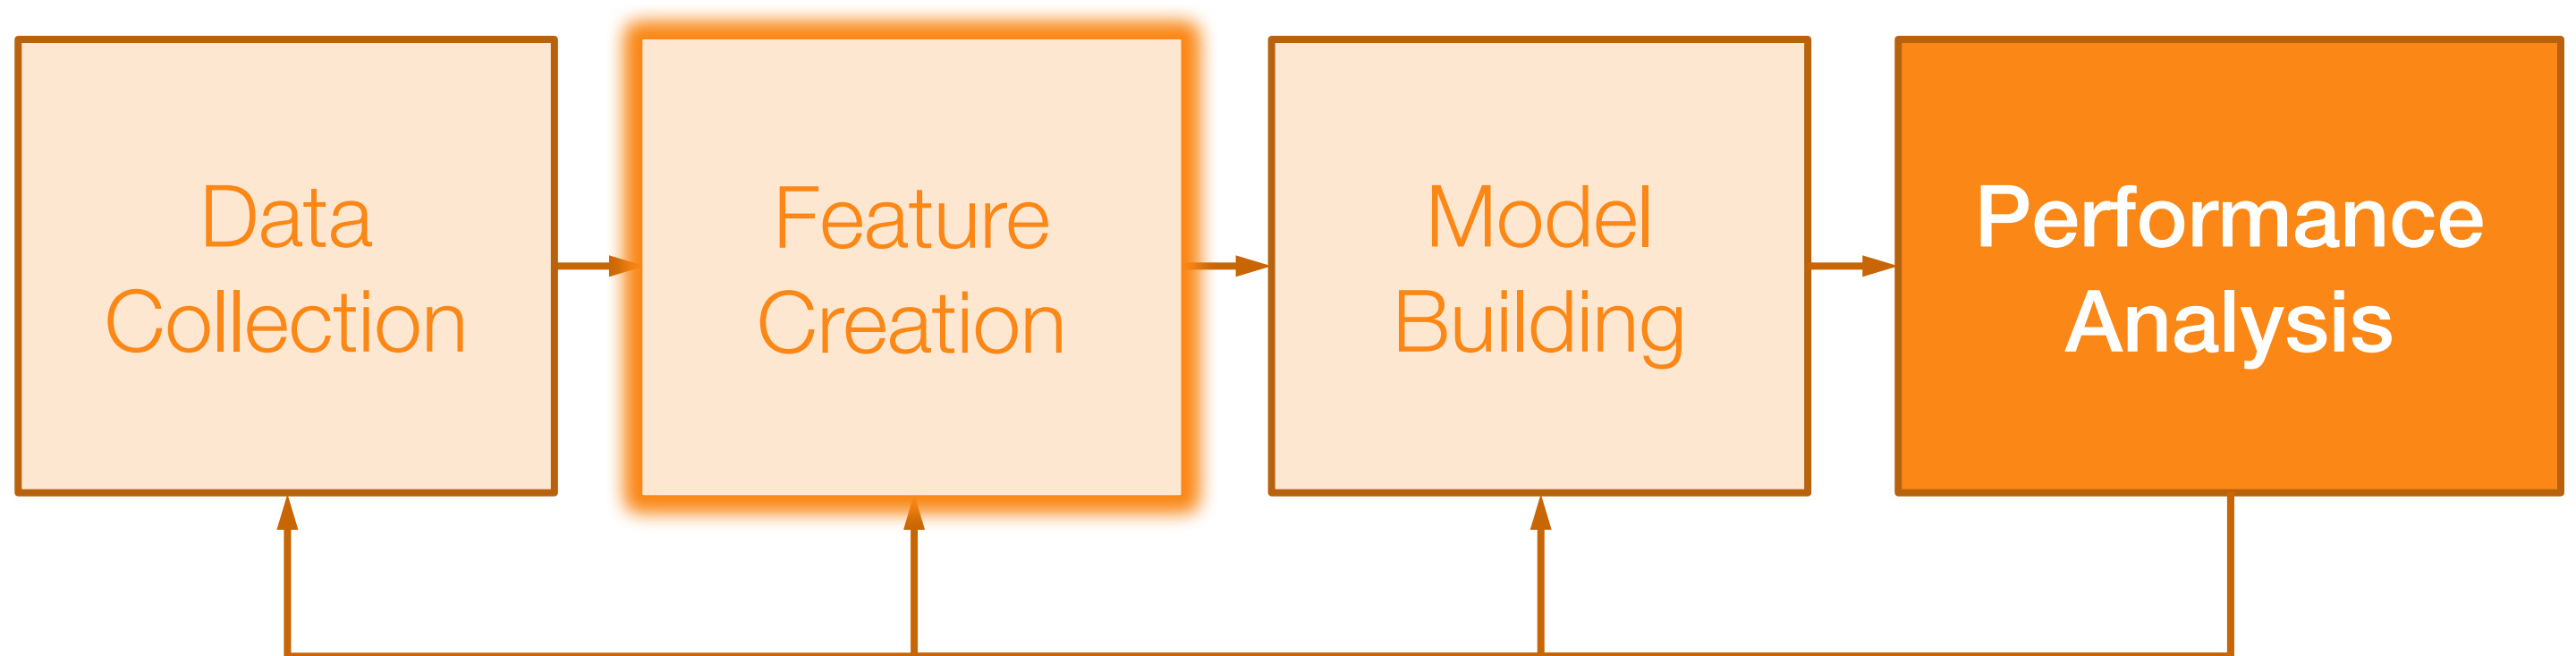 Data
Collection
Feature
Creation
Model
Building
Performance
Analysis